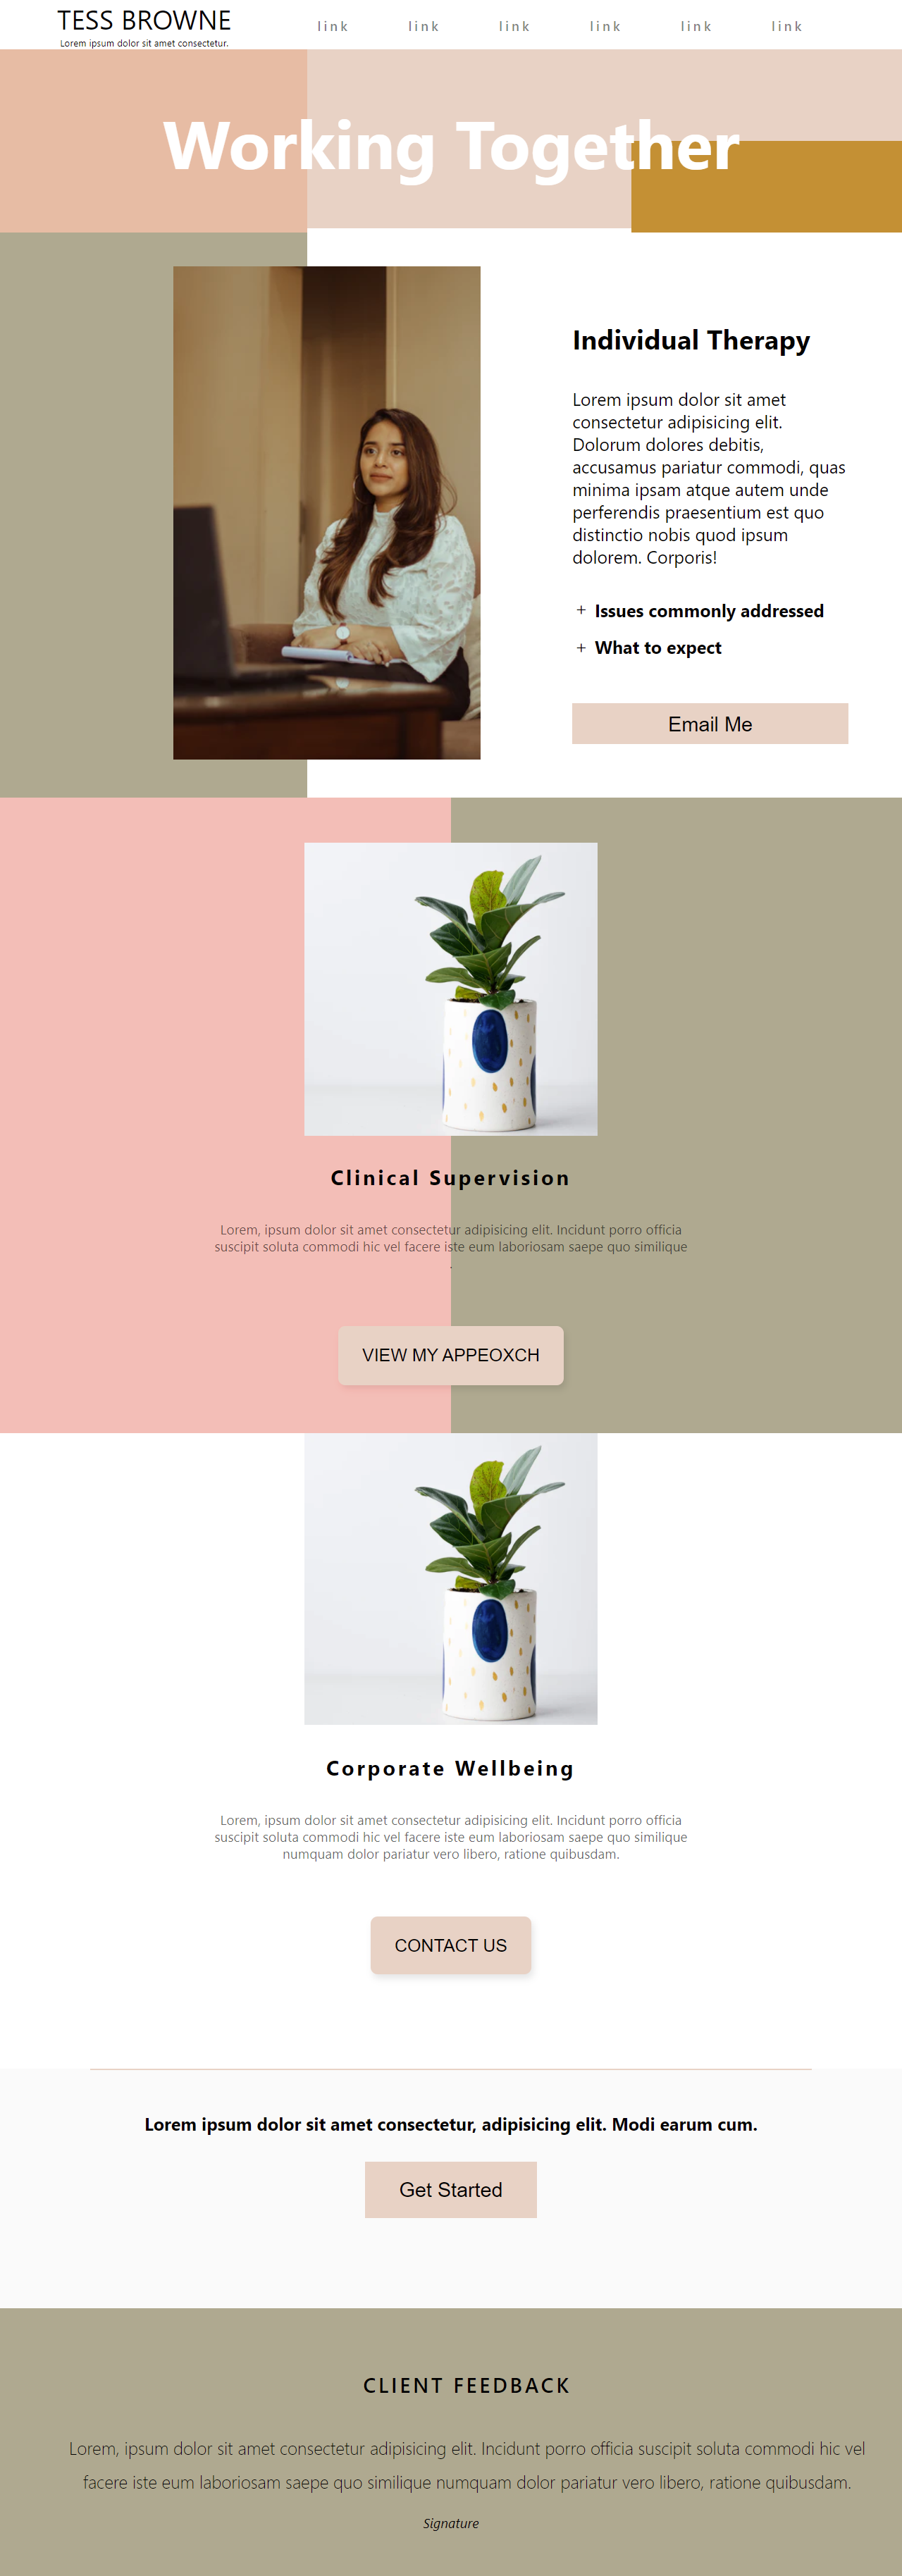 TESS BROWNE
Lorem ipsum dolor sit amet consectetur.
link link link link link link
Working Together
Individual Therapy
Lorem ipsum dolor sit amet
consectetur adipisicing elit.
Dolorum dolores debitis,
accusamus pariatur commodi, quas
minima ipsam atque autem unde
perferendis praesentium est quo
distinctio nobis quod ipsum
dolorem. Corporis!
+ Issues commonly addressed
+ What to expect
Email Me
Clinical Supervision
Lorem, ipsum dolor sit amet consectetur adipisicing elit. Incidunt porro officia
suscipit soluta commodi hic vel facere iste eum laboriosam saepe quo similique
.
VIEW MY APPEOXCH
Corporate Wellbeing
Lorem, ipsum dolor sit amet consectetur adipisicing elit. Incidunt porro officia
suscipit soluta commodi hic vel facere iste eum laboriosam saepe quo similique
numquam dolor pariatur vero libero, ratione quibusdam.
CONTACT US
Lorem ipsum dolor sit amet consectetur, adipisicing elit. Modi earum cum.
Get Started
CLIENT FEEDBACK
Lorem, ipsum dolor sit amet consectetur adipisicing elit. Incidunt porro officia suscipit soluta commodi hic vel
facere iste eum laboriosam saepe quo similique numquam dolor pariatur vero libero, ratione quibusdam.
Signature